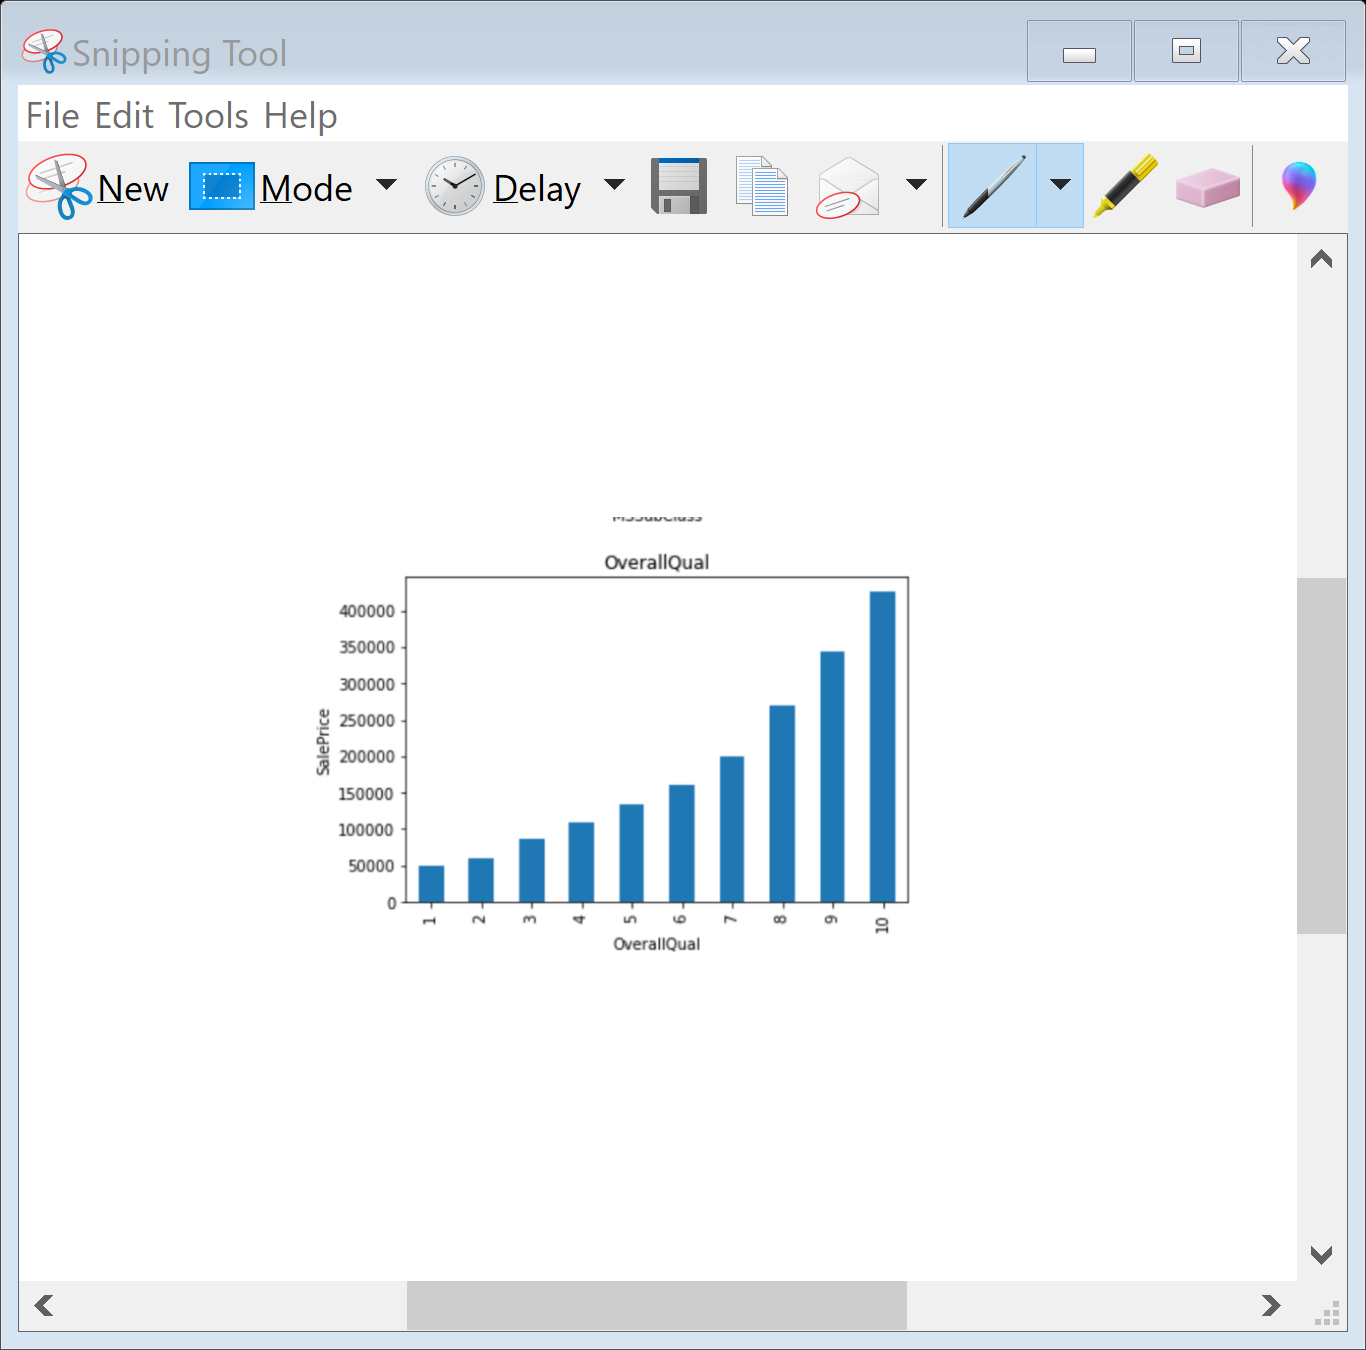 Snipping Tool
File Edit Tools Help
New Mode Delay
OverallQual
400000
350000
300000
250000
200000
150000
100000
50000
0
SalePrice
1 2 3 4 5 6 7 8 9 10
OverallQual